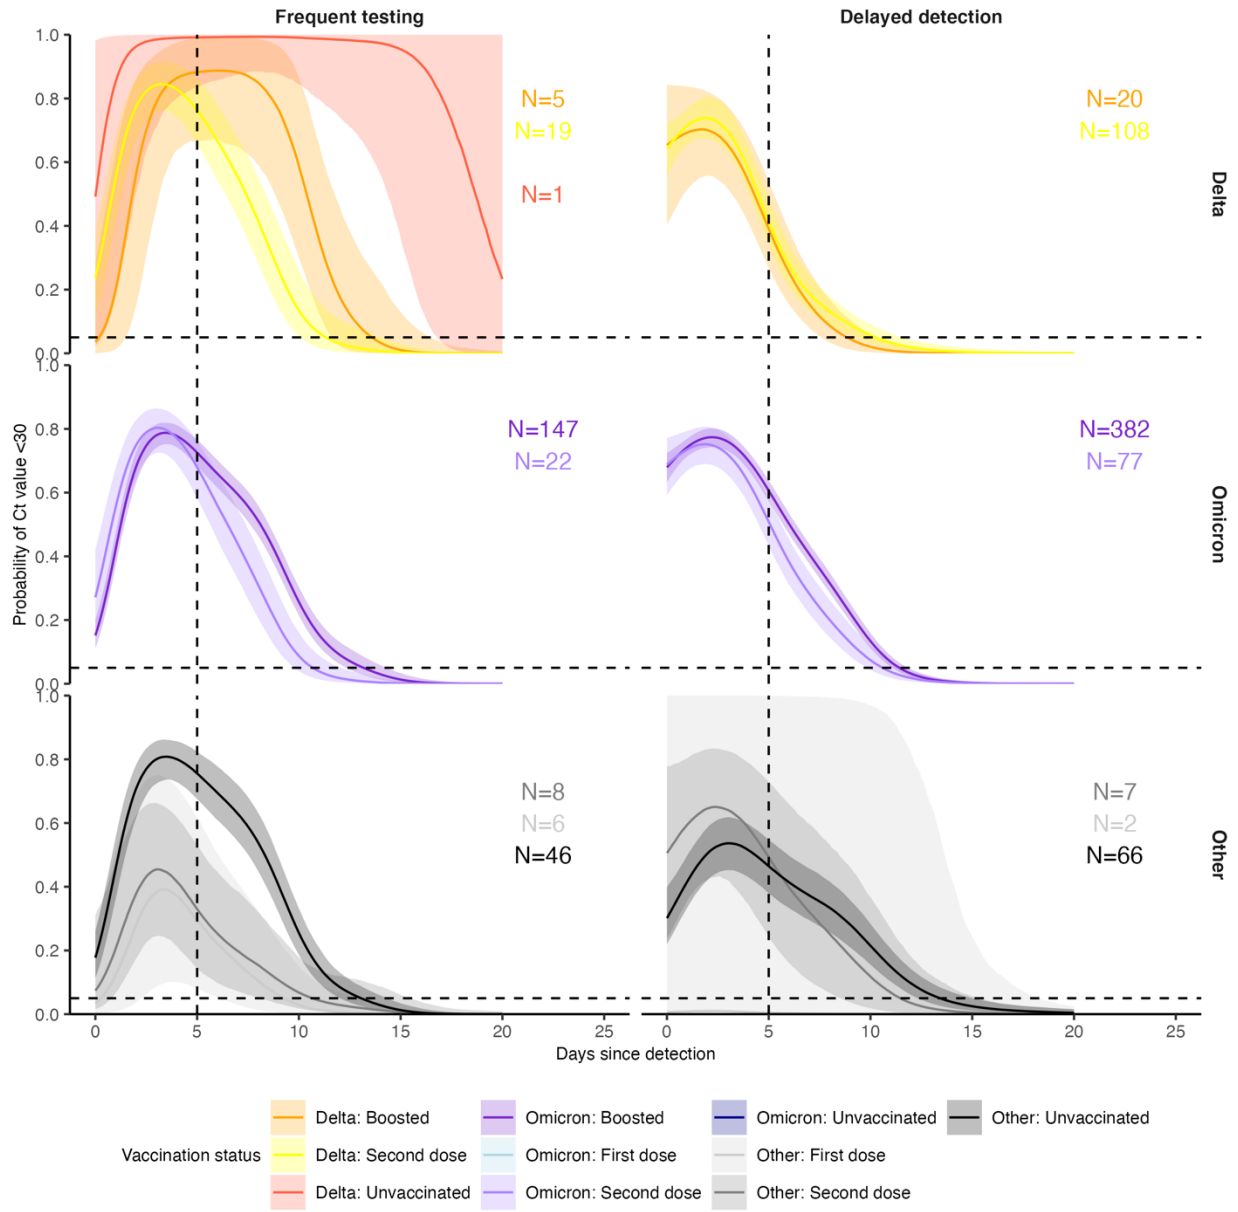 Frequent testing
Delayed detection
Probability of Ct value <30
1.0
0.8
0.6
0.4
0.2
0.0
N=5
N=19
N=1
N=20
N=108
Delta
1.0
0.8
0.6
0.4
0.2
0.0
N=147
N=22
N=382
N=77
Omicron
1.0
0.8
0.6
0.4
0.2
0.0
N=8
N=6
N=46
N=7
N=2
N=66
Other
0 5 10 15 20 25
0 5 10 15 20 25
Days since detection
Vaccination status
Delta: Boosted
Delta: Second dose
Delta: Unvaccinated
Omicron: Boosted
Omicron: First dose
Omicron: Second dose
Omicron: Unvaccinated
Other: First dose
Other: Second dose
Other: Unvaccinated